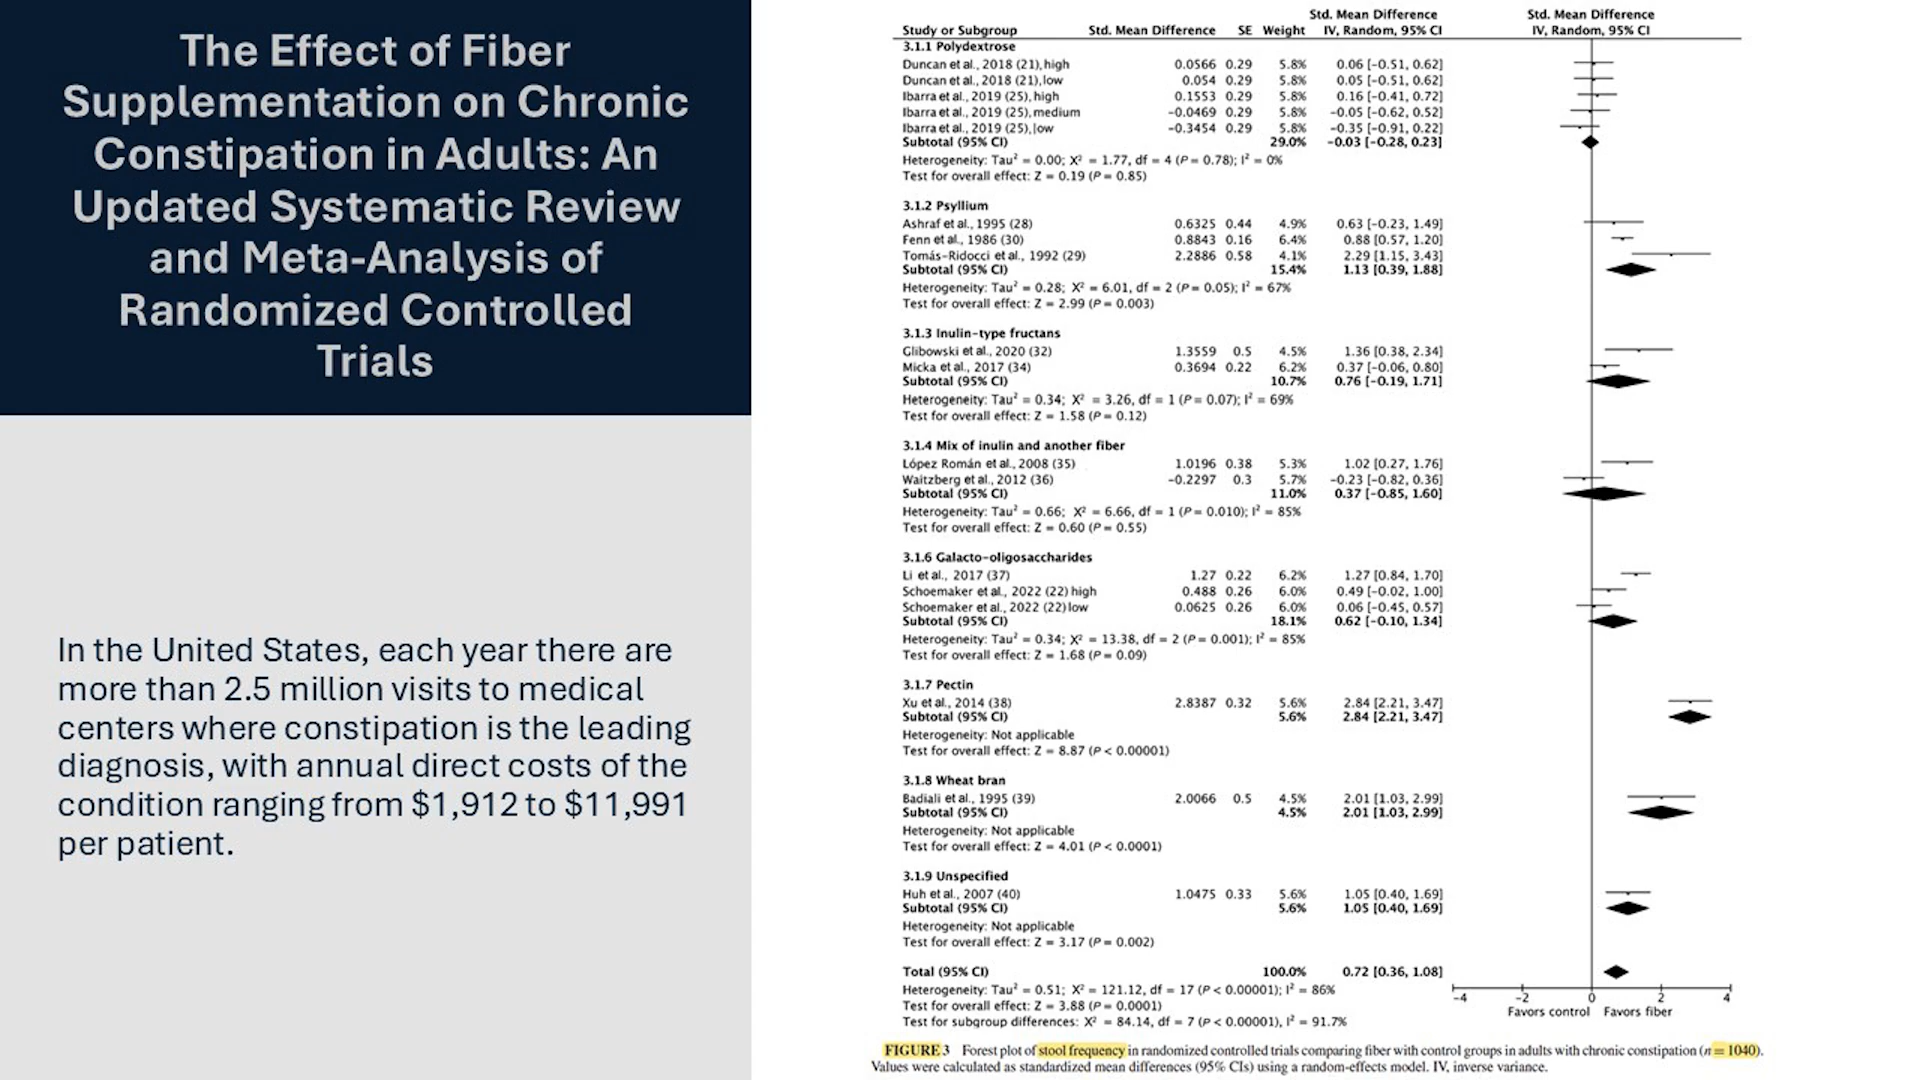 The Effect of Fiber
Supplementation on Chronic
Constipation in Adults: An
Updated Systematic Review
and Meta-Analysis of
Randomized Controlled
Trials
In the United States, each year there are
more than 2.5 million visits to medical
centers where constipation is the leading
diagnosis, with annual direct costs of the
condition ranging from $1,912 to $11,991
per patient.
Std. Mean Difference Std. Mean Difference
Study or Subgroup Std. Mean Difference SE Weight IV, Random, 95% CI IV, Random, 95% CI
3.1.1 Polydextrose
Duncan et al., 2018 (21), high 0.0566 0.29 5.8% 0.06 [-0.51, 0.62]
Duncan et al., 2018 (21), low 0.054 0.29 5.8% 0.05 [-0.51, 0.62]
Ibarra et al., 2019 (25), high 0.1553 0.29 5.8% 0.16 [-0.41, 0.72]
Ibarra et al., 2019 (25), medium -0.0469 0.29 5.8% -0.05 [-0.62, 0.52]
Ibarra et al., 2019 (25), low -0.3454 0.29 5.8% -0.35 [-0.91, 0.22]
Subtotal (95% CI) 29.0% -0.03 [-0.28, 0.23]
Heterogeneity: Tau² = 0.00; X² = 1.77, df = 4 (P = 0.78); I² = 0%
Test for overall effect: Z = 0.19 (P = 0.85)
3.1.2 Psyllium
Ashraf et al., 1995 (28) 0.6325 0.44 4.9% 0.63 [-0.23, 1.49]
Fenn et al., 1986 (30) 0.8843 0.16 6.4% 0.88 [0.57, 1.20]
Tomás-Ridocci et al., 1992 (29) 2.2886 0.58 4.1% 2.29 [1.15, 3.43]
Subtotal (95% CI) 15.4% 1.13 [0.39, 1.88]
Heterogeneity: Tau² = 0.28; X² = 6.01, df = 2 (P = 0.05); I² = 67%
Test for overall effect: Z = 2.99 (P = 0.003)
3.1.3 Inulin-type fructans
Glibowski et al., 2020 (32) 1.3559 0.5 4.5% 1.36 [0.38, 2.34]
Micka et al., 2017 (34) 0.3694 0.22 6.2% 0.37 [-0.06, 0.80]
Subtotal (95% CI) 10.7% 0.76 [-0.19, 1.71]
Heterogeneity: Tau² = 0.34; X² = 3.26, df = 1 (P = 0.07); I² = 69%
Test for overall effect: Z = 1.58 (P = 0.12)
3.1.4 Mix of inulin and another fiber
López Román et al., 2008 (35) 1.0196 0.38 5.3% 1.02 [0.27, 1.76]
Waitzberg et al., 2012 (36) -0.2297 0.3 5.7% -0.23 [-0.82, 0.36]
Subtotal (95% CI) 11.0% 0.37 [-0.85, 1.60]
Heterogeneity: Tau² = 0.66; X² = 6.66, df = 1 (P = 0.010); I² = 85%
Test for overall effect: Z = 0.60 (P = 0.55)
3.1.6 Galacto-oligosaccharides
Li et al., 2017 (37) 1.27 0.22 6.2% 1.27 [0.84, 1.70]
Schoemaker et al., 2022 (22) high 0.488 0.26 6.0% 0.49 [-0.02, 1.00]
Schoemaker et al., 2022 (22) low 0.0625 0.26 6.0% 0.06 [-0.45, 0.57]
Subtotal (95% CI) 18.1% 0.62 [-0.10, 1.34]
Heterogeneity: Tau² = 0.34; X² = 13.38, df = 2 (P = 0.001); I² = 85%
Test for overall effect: Z = 1.68 (P = 0.09)
3.1.7 Pectin
Xu et al., 2014 (38) 2.8387 0.32 5.6% 2.84 [2.21, 3.47]
Subtotal (95% CI) 5.6% 2.84 [2.21, 3.47]
Heterogeneity: Not applicable
Test for overall effect: Z = 8.87 (P < 0.00001)
3.1.8 Wheat bran
Badiali et al., 1995 (39) 2.0066 0.5 4.5% 2.01 [1.03, 2.99]
Subtotal (95% CI) 4.5% 2.01 [1.03, 2.99]
Heterogeneity: Not applicable
Test for overall effect: Z = 4.01 (P < 0.0001)
3.1.9 Unspecified
Huh et al., 2007 (40) 1.0475 0.33 5.6% 1.05 [0.40, 1.69]
Subtotal (95% CI) 5.6% 1.05 [0.40, 1.69]
Heterogeneity: Not applicable
Test for overall effect: Z = 3.17 (P = 0.002)
Total (95% CI) 100.0% 0.72 [0.36, 1.08]
Heterogeneity: Tau² = 0.51; X² = 121.12, df = 17 (P < 0.00001); I² = 86%
Test for overall effect: Z = 3.88 (P = 0.0001)
Test for subgroup differences: X² = 84.14, df = 7 (P < 0.00001), I² = 91.7%
-4 -2 0 2 4
Favors control Favors fiber
FIGURE 3 Forest plot of stool frequency in randomized controlled trials comparing fiber with control groups in adults with chronic constipation (n = 1040).
Values were calculated as standardized mean differences (95% CIs) using a random-effects model. IV, inverse variance.